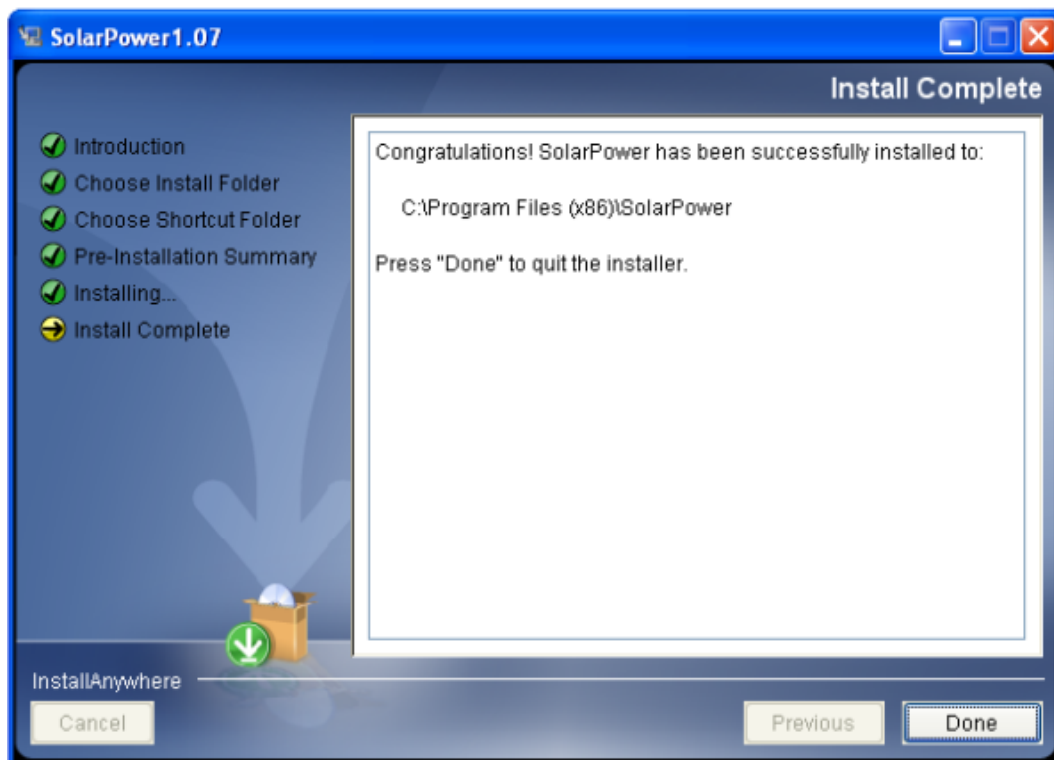 SolarPower1.07
Install Complete
Introduction
Choose Install Folder
Choose Shortcut Folder
Pre-Installation Summary
Installing...
Install Complete
Congratulations! SolarPower has been successfully installed to:
C:\Program Files (x86)\SolarPower
Press "Done" to quit the installer.
InstallAnywhere
Cancel
Previous
Done